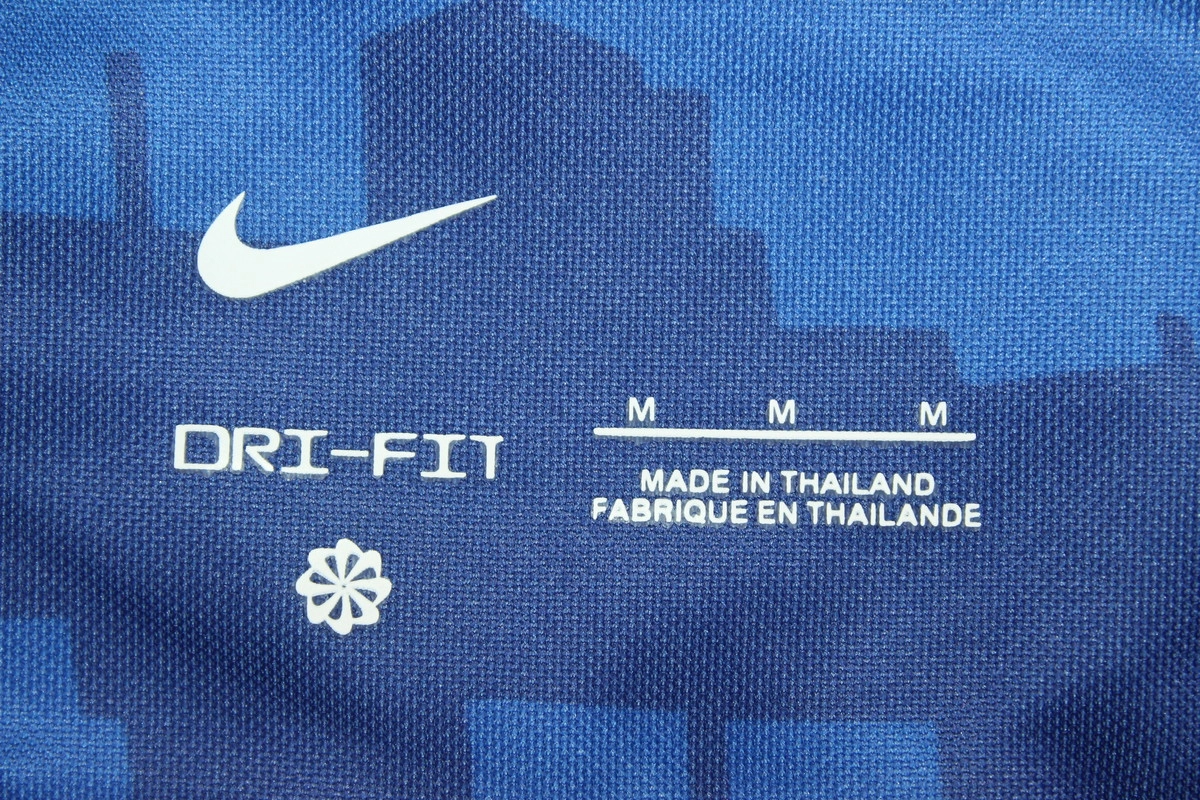 DRI-FIT
M M M
MADE IN THAILAND
FABRIQUE EN THAILANDE